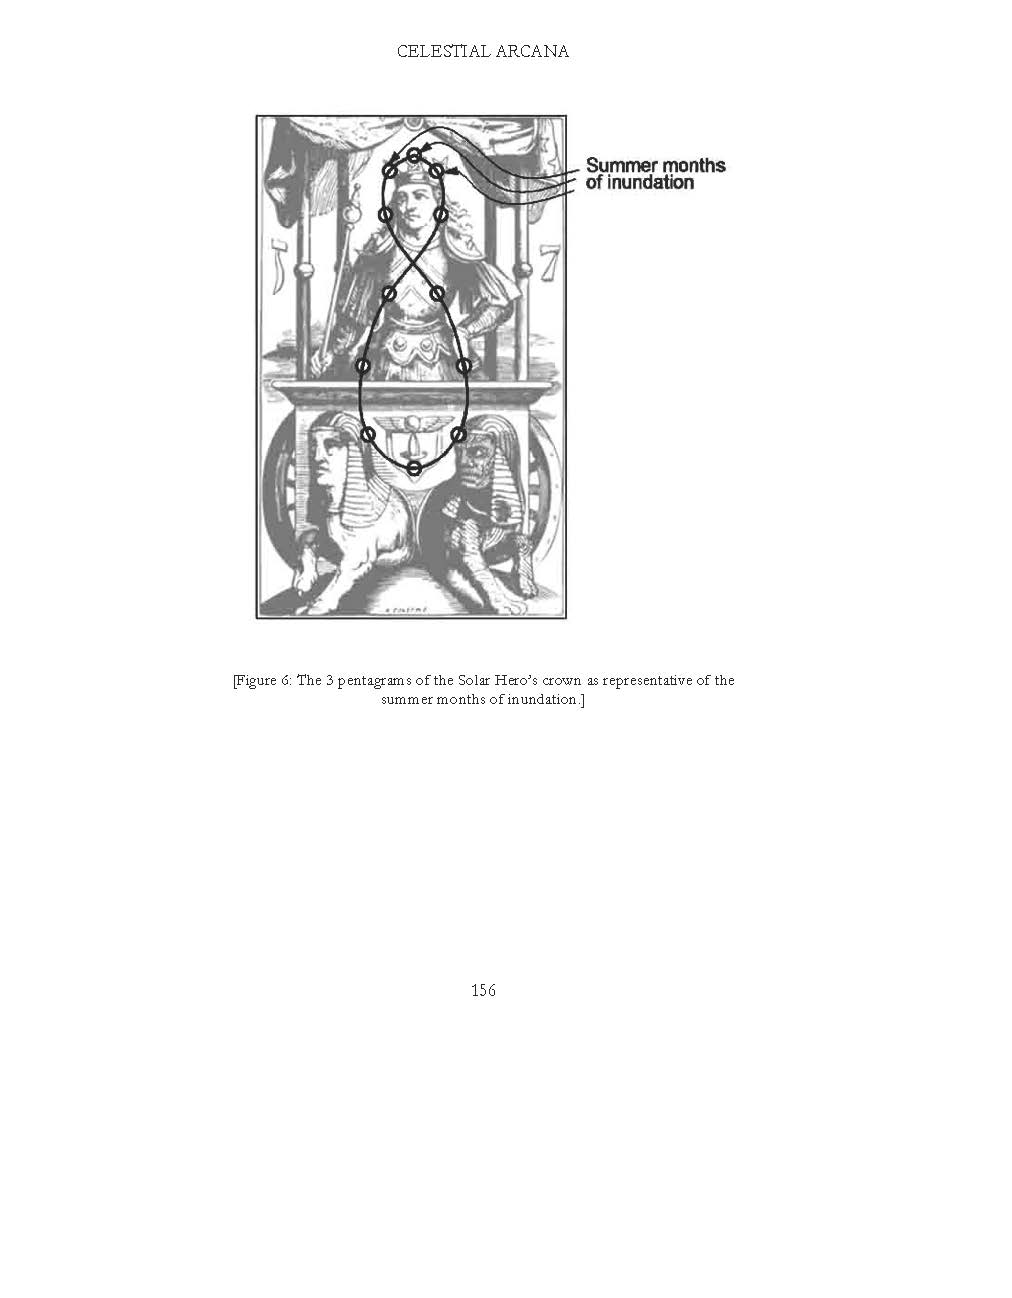 CELESTIAL ARCANA
Summer months
of inundation
ז 7
[Figure 6: The 3 pentagrams of the Solar Hero’s crown as representative of the
summer months of inundation.]
156